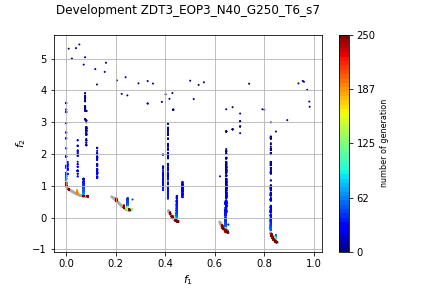 Development ZDT3_EOP3_N40_G250_T6_s7
5
4
3
2
1
0
−1
f₂
0.0 0.2 0.4 0.6 0.8 1.0
f₁
250
187
125
62
0
number of generation